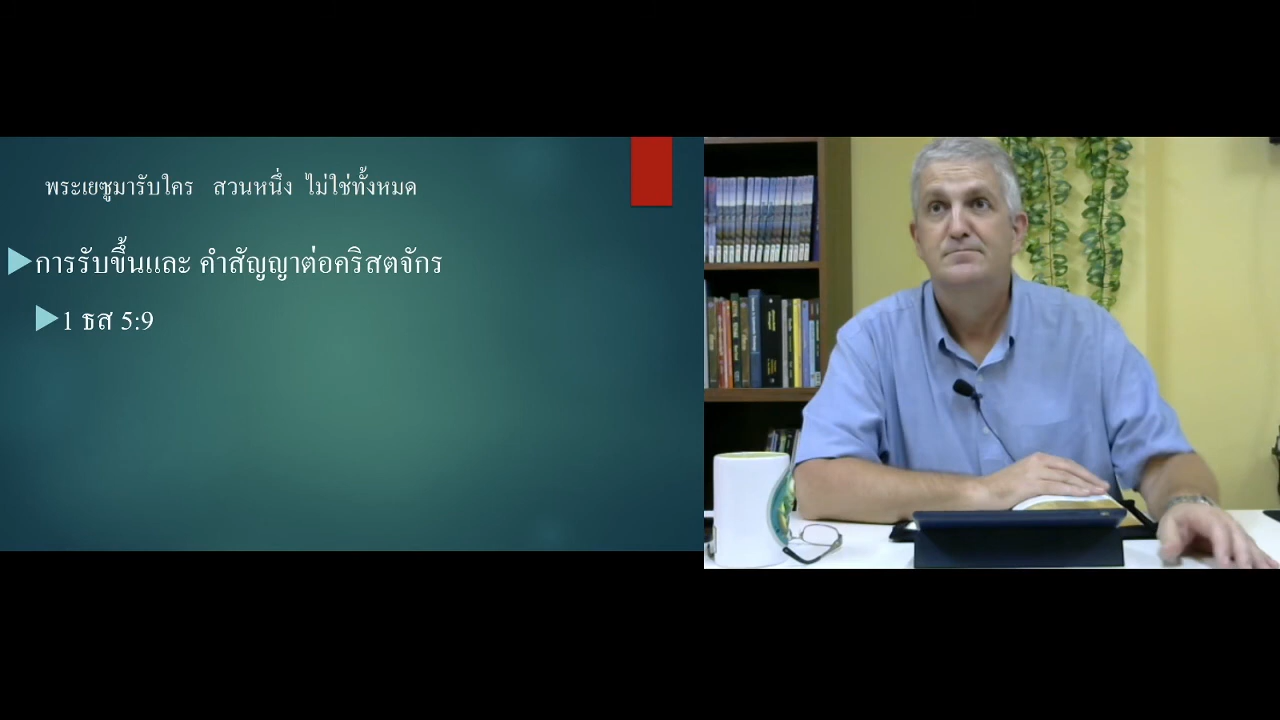 พระเยซูมารับใคร สวนหนึ่ง ไม่ใช่ทั้งหมด
การรับขึ้นและ คำสัญญาต่อคริสตจักร
1 ธส 5:9